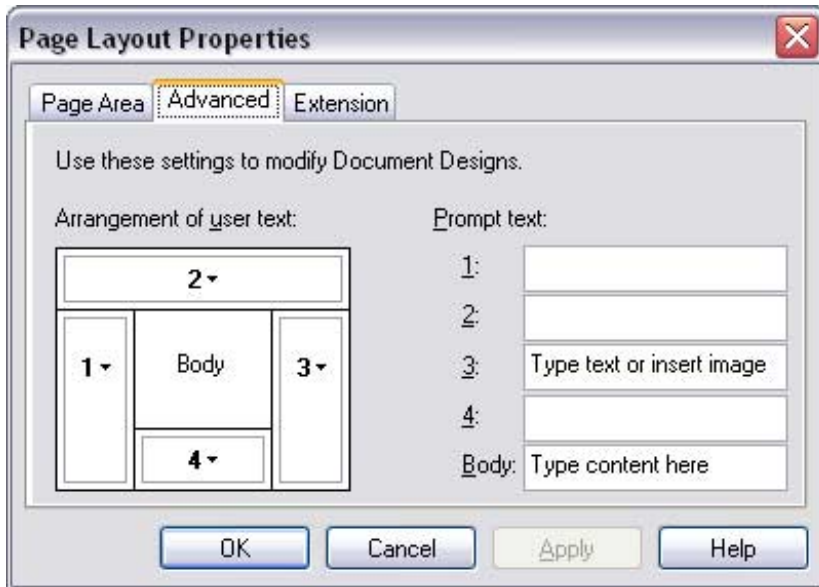 Page Layout Properties
Page Area Advanced Extension
Use these settings to modify Document Designs.
Arrangement of user text:
2
1 Body 3
4
Prompt text:
1:
2:
3: Type text or insert image
4:
Body: Type content here
OK Cancel Apply Help